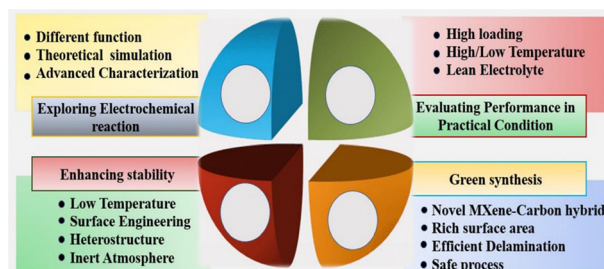 ● Different function
● Theoretical simulation
● Advanced Characterization
Exploring Electrochemical
reaction
● High loading
● High/Low Temperature
● Lean Electrolyte
Evaluating Performance in
Practical Condition
Enhancing stability
● Low Temperature
● Surface Engineering
● Heterostructure
● Inert Atmosphere
Green synthesis
● Novel MXene-Carbon hybrid
● Rich surface area
● Efficient Delamination
● Safe process